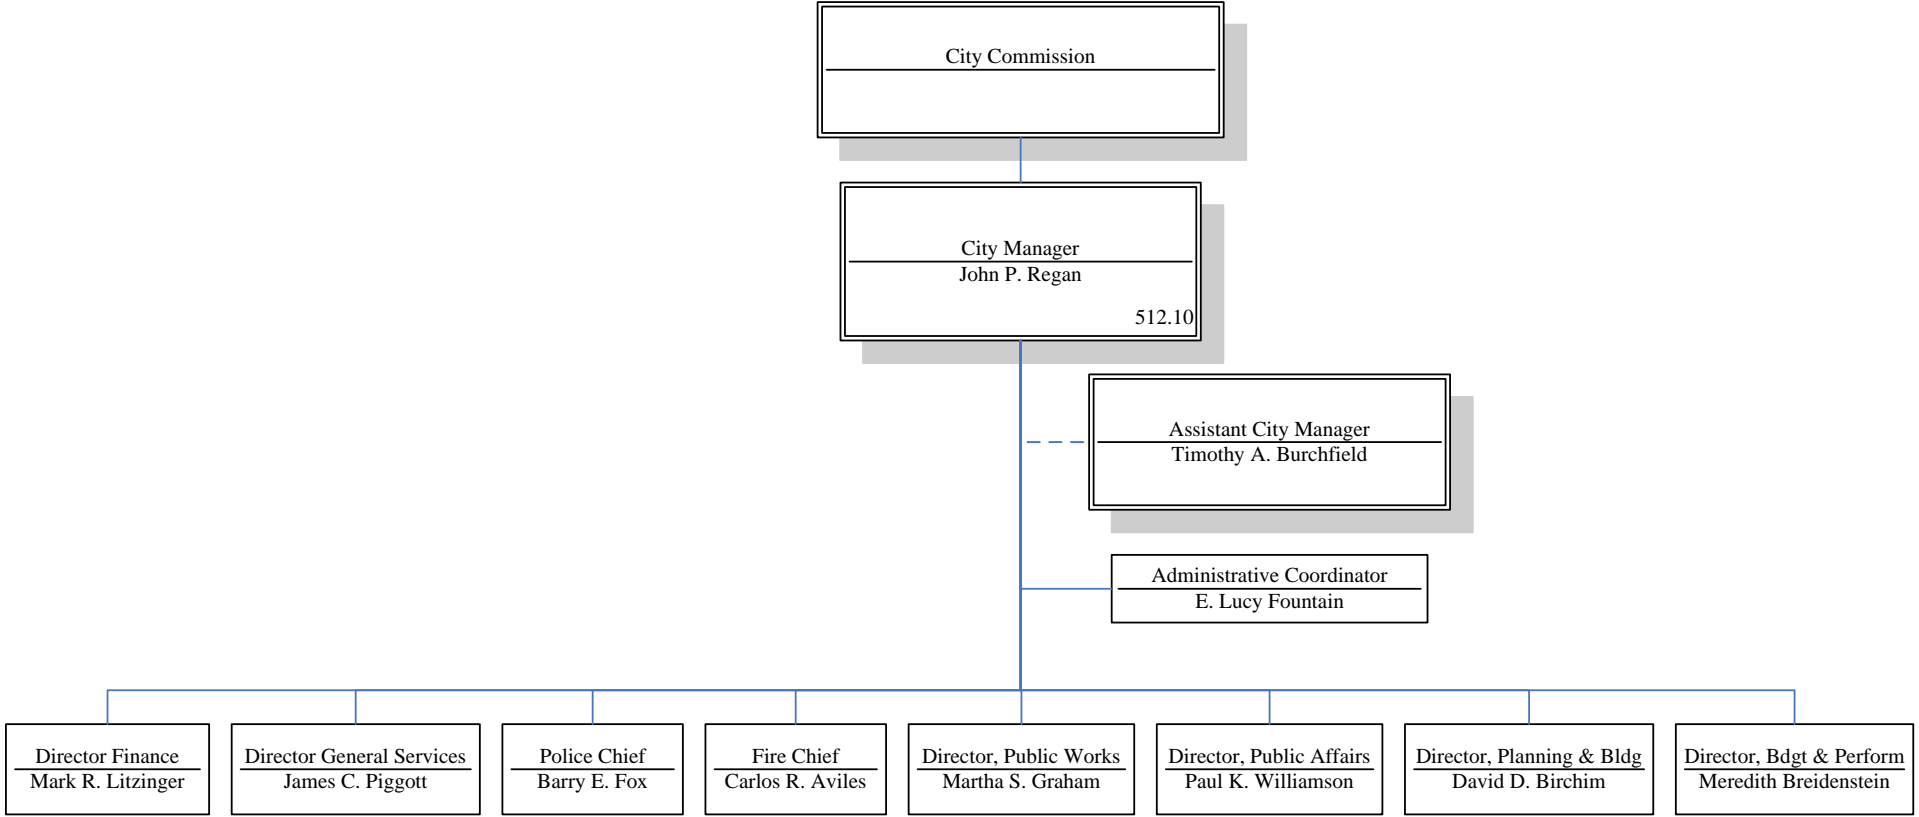 City Commission
City Manager
John P. Regan
512.10
Assistant City Manager
Timothy A. Burchfield
Administrative Coordinator
E. Lucy Fountain
Director Finance
Mark R. Litzinger
Director General Services
James C. Piggott
Police Chief
Barry E. Fox
Fire Chief
Carlos R. Aviles
Director, Public Works
Martha S. Graham
Director, Public Affairs
Paul K. Williamson
Director, Planning & Bldg
David D. Birchim
Director, Bdgt & Perform
Meredith Breidenstein